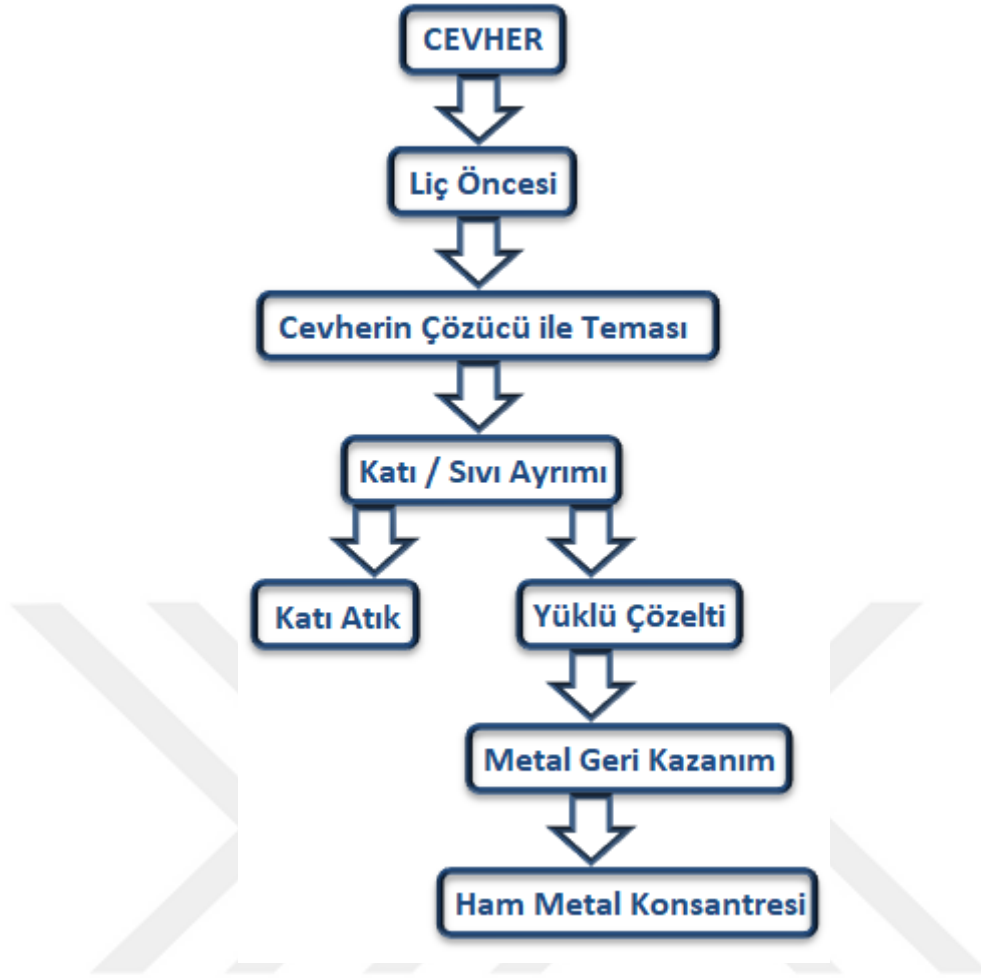 CEVHER
Liç Öncesi
Cevherin Çözücü ile Teması
Katı / Sıvı Ayrımı
Katı Atık
Yüklü Çözelti
Metal Geri Kazanım
Ham Metal Konsantresi